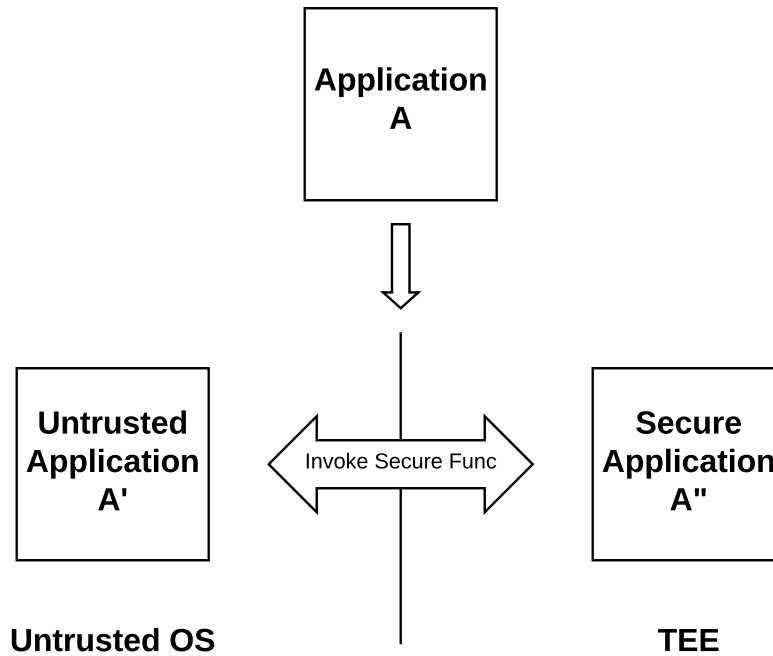 Application
A
Untrusted
Application
A'
Invoke Secure Func
Secure
Application
A"
Untrusted OS
TEE